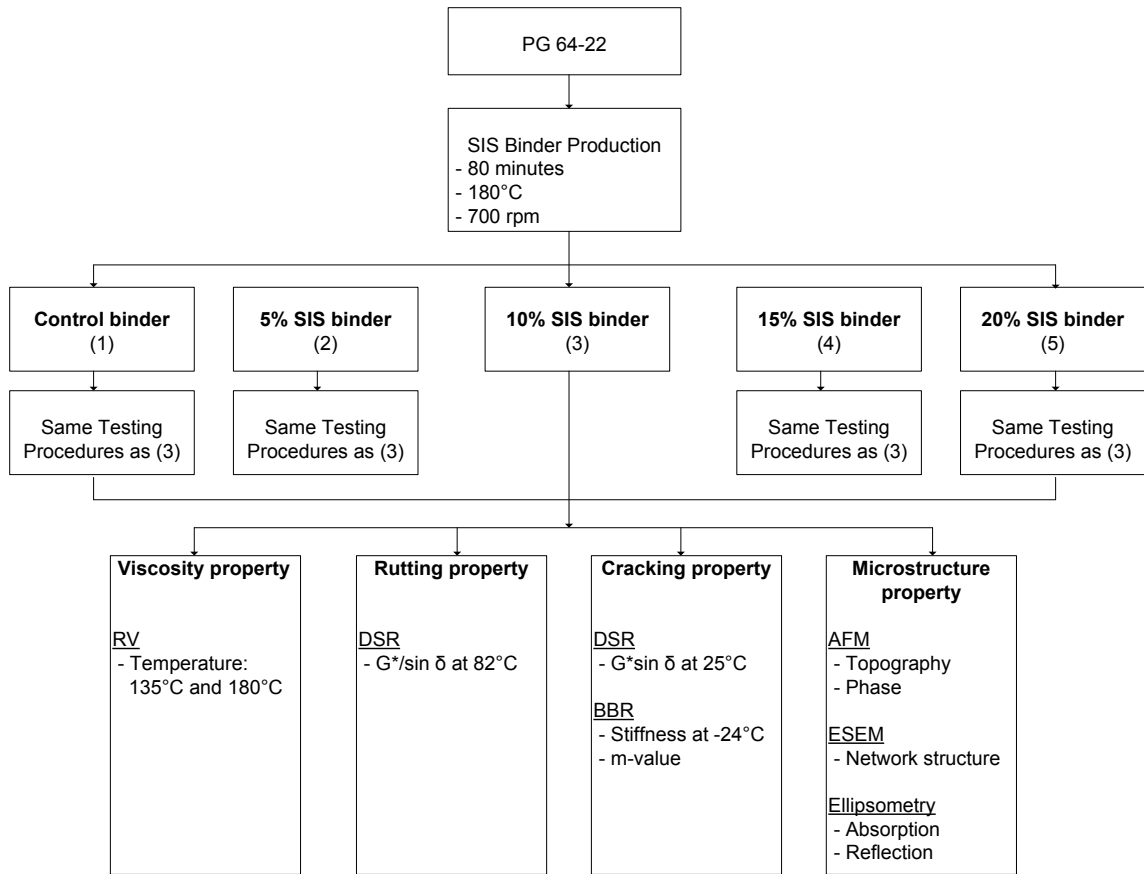 PG 64-22
SIS Binder Production
- 80 minutes
- 180°C
- 700 rpm
Control binder
(1)
5% SIS binder
(2)
10% SIS binder
(3)
15% SIS binder
(4)
20% SIS binder
(5)
Same Testing
Procedures as (3)
Same Testing
Procedures as (3)
Same Testing
Procedures as (3)
Same Testing
Procedures as (3)
Viscosity property
RV
- Temperature:
135°C and 180°C
Rutting property
DSR
- G*/sin δ at 82°C
Cracking property
DSR
- G*sin δ at 25°C
BBR
- Stiffness at -24°C
- m-value
Microstructure
property
AFM
- Topography
- Phase
ESEM
- Network structure
Ellipsometry
- Absorption
- Reflection